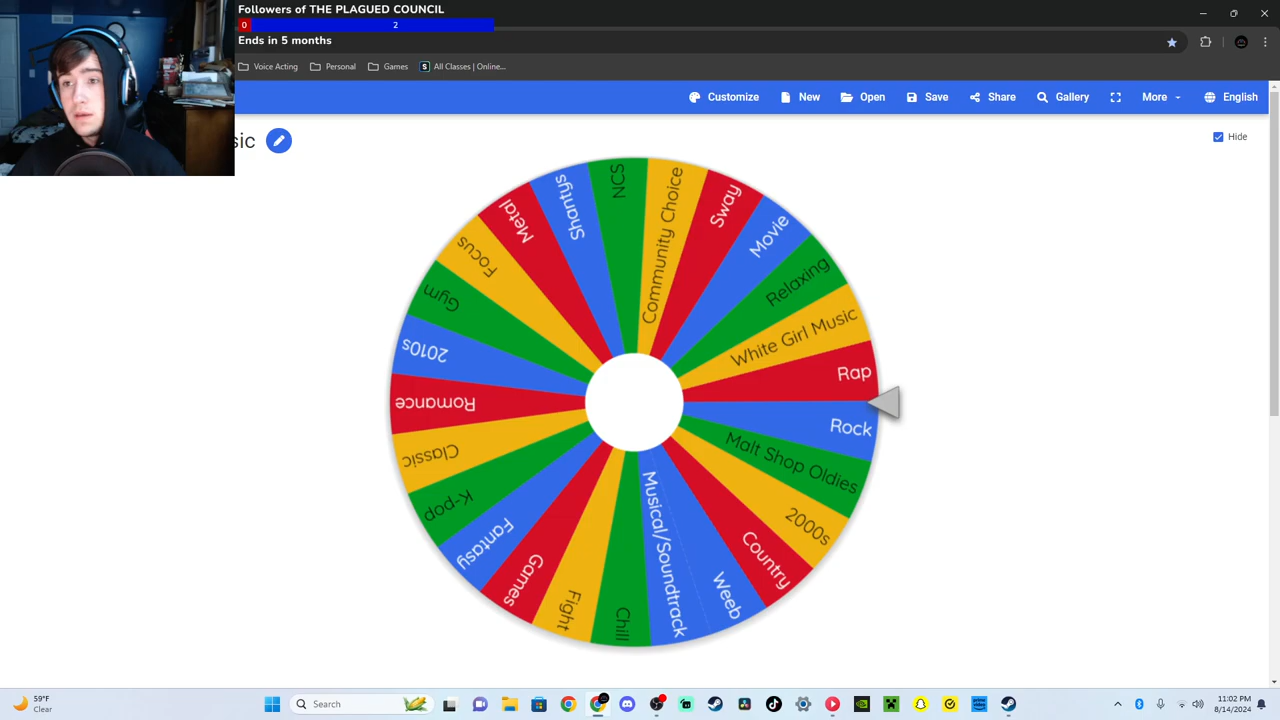 Followers of THE PLAGUED COUNCIL
0 2
Ends in 5 months
Voice Acting Personal Games S All Classes | Online...
Customize New Open Save Share Gallery More English
sic
Hide
NCS
Community Choice
Sway
Movie
Relaxing
White Girl Music
Rap
Rock
Malt Shop Oldies
2000s
Country
Weeb
Musical/Soundtrack
Chill
Fight
Games
Fantasy
K-pop
Classic
Romance
2010s
Gym
Focus
Metal
Shantys
59°F
Clear
Search
11:02 PM
8/14/2024